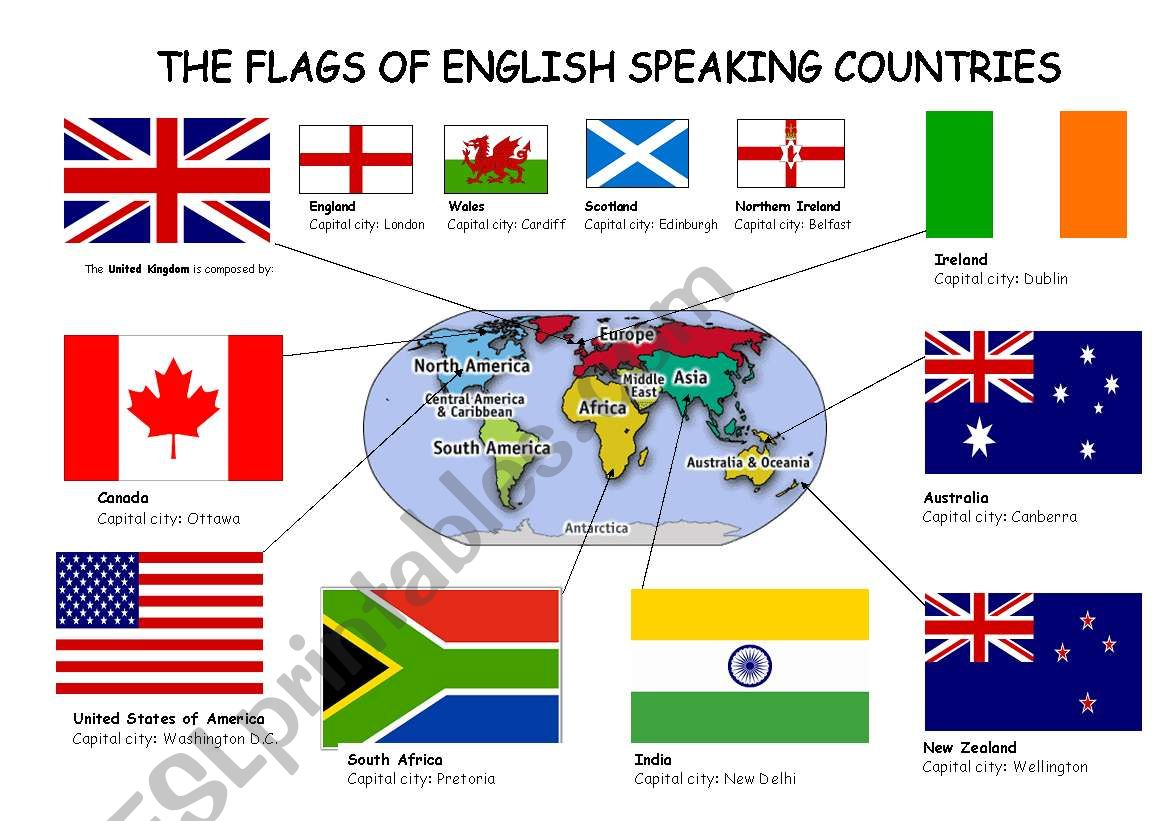 THE FLAGS OF ENGLISH SPEAKING COUNTRIES
England
Capital city: London
Wales
Capital city: Cardiff
Scotland
Capital city: Edinburgh
Northern Ireland
Capital city: Belfast
Ireland
Capital city: Dublin
The United Kingdom is composed by:
Europe
North America
Asia
Middle
East
Central America
& Caribbean
Africa
South America
Australia & Oceania
Antarctica
Canada
Capital city: Ottawa
Australia
Capital city: Canberra
United States of America
Capital city: Washington D.C.
South Africa
Capital city: Pretoria
India
Capital city: New Delhi
New Zealand
Capital city: Wellington
ESLprintables.com